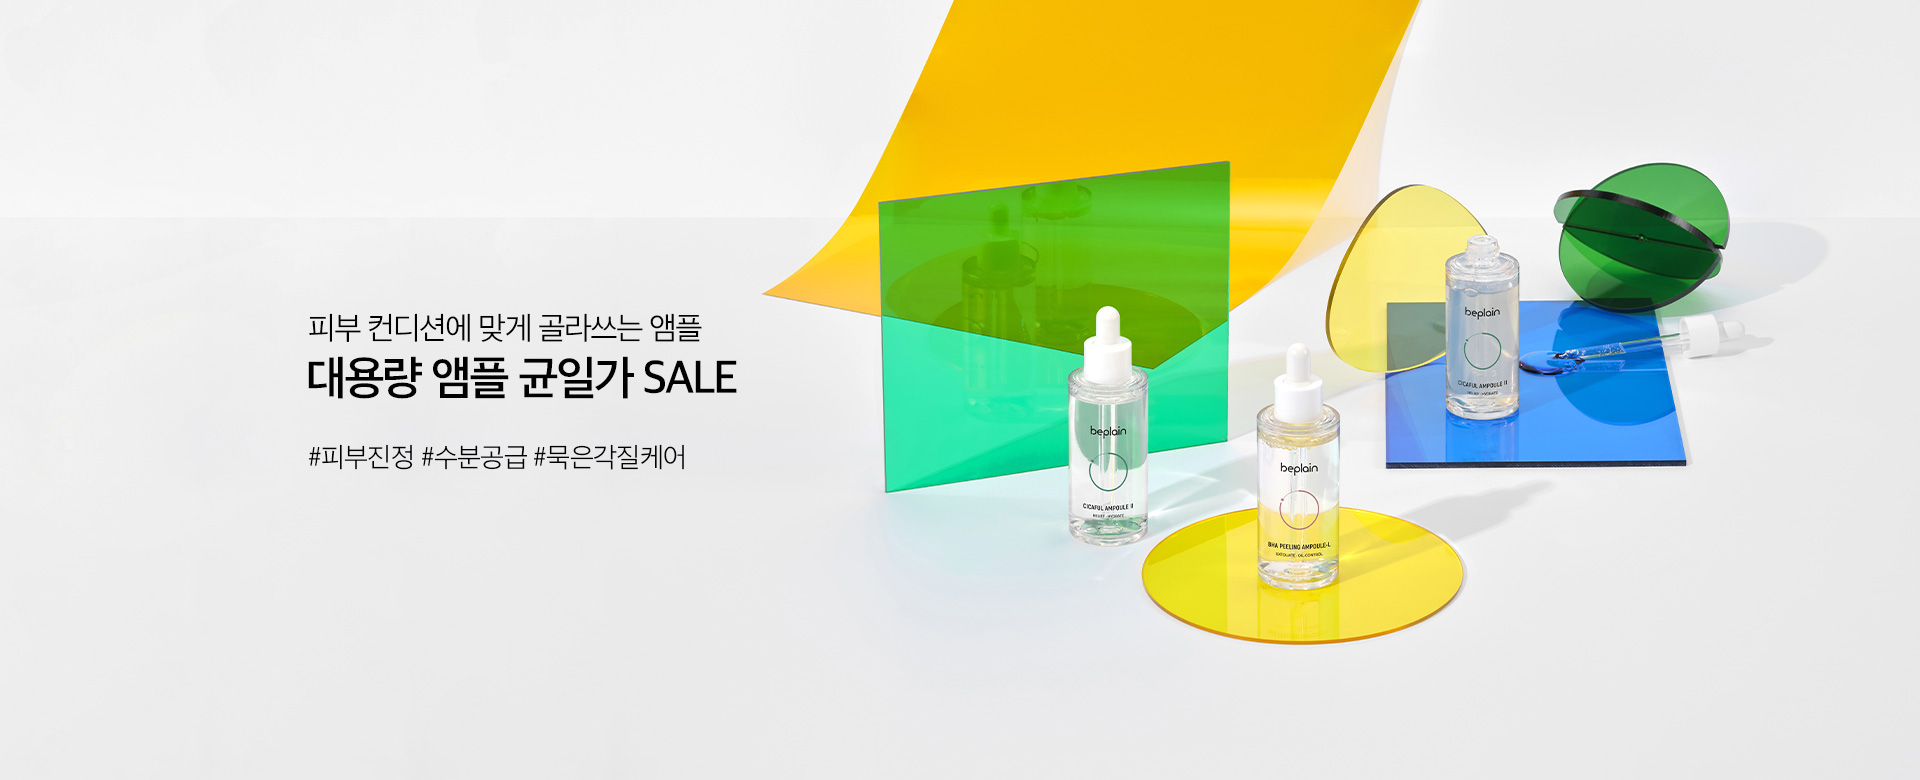 피부 컨디션에 맞게 골라쓰는 앰플
대용량 앰플 균일가 SALE
#피부진정 #수분공급 #묵은각질케어
beplain
CICAFUL AMPOULE II
beplain
BHA PEELING AMPOULE-L
EXFOLIATE · OIL CONTROL
beplain
CICAFUL AMPOULE II